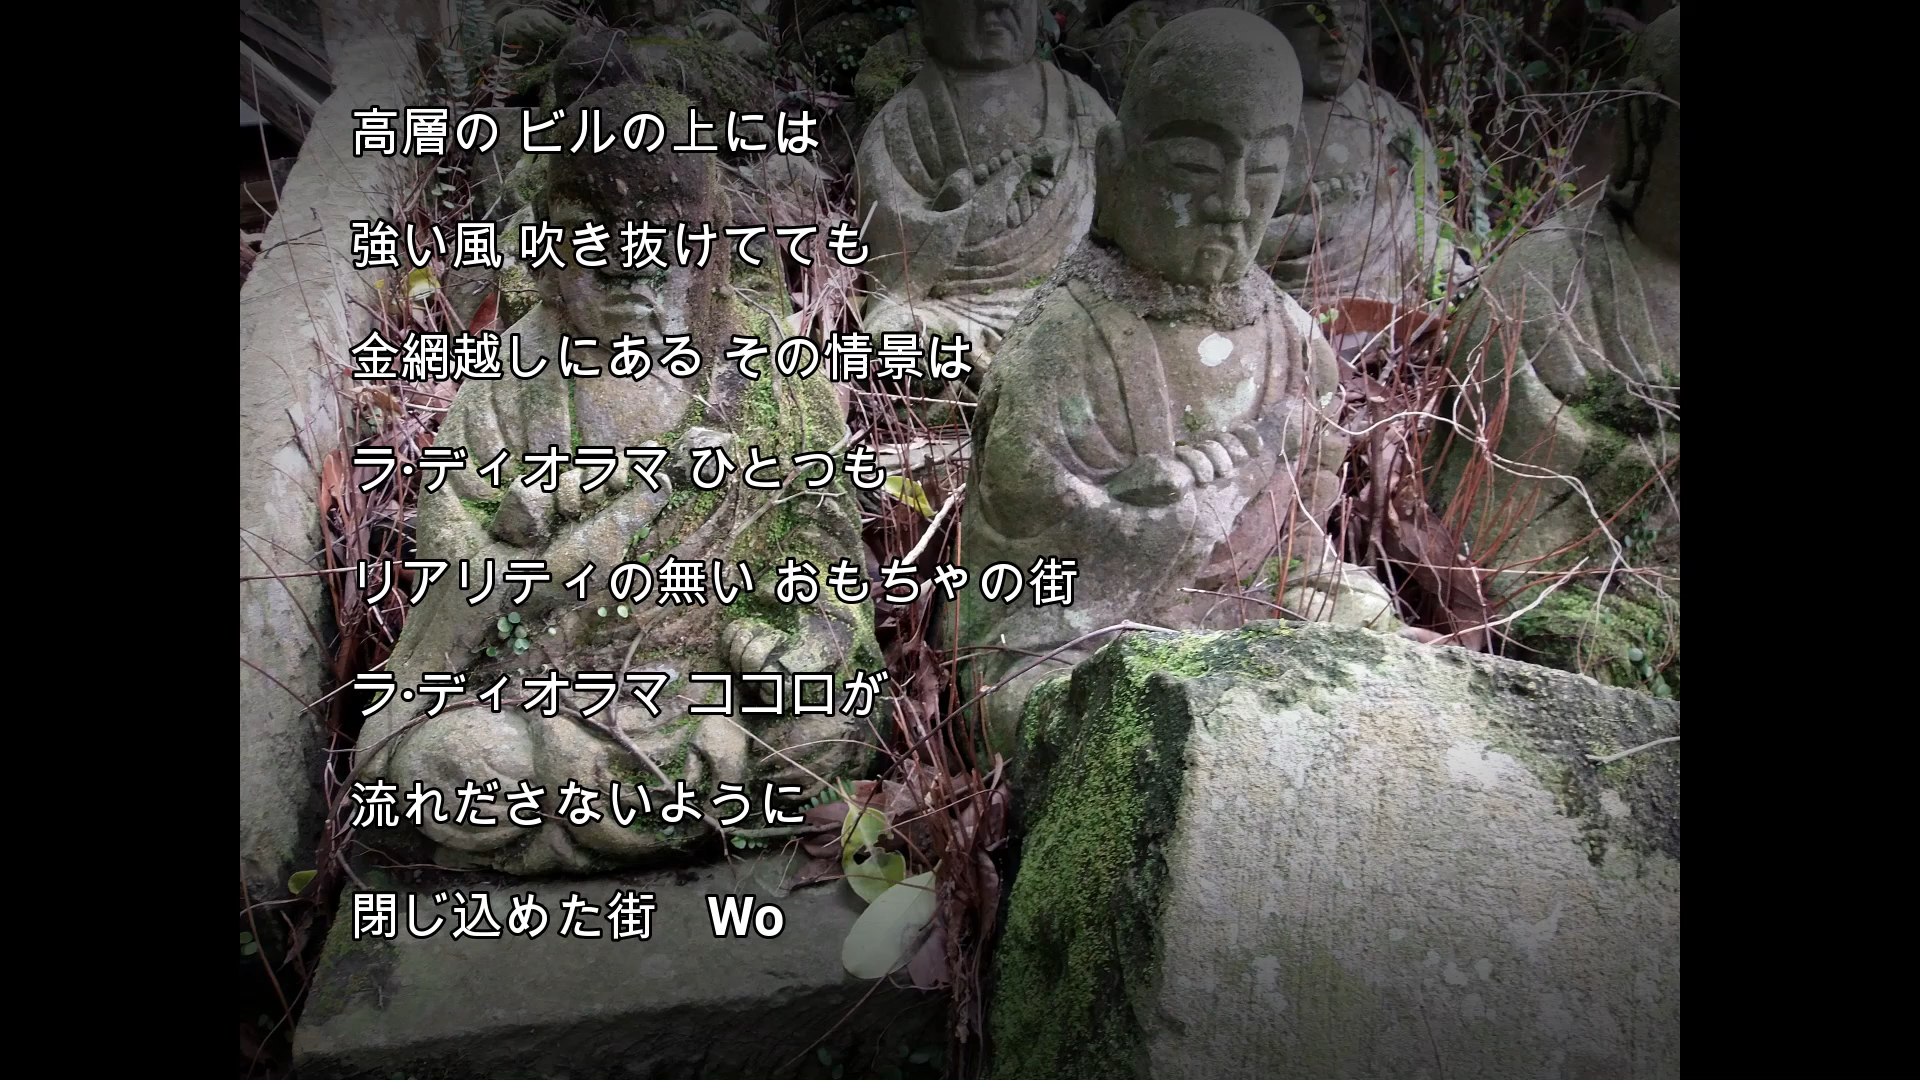 高層の ビルの上には
強い風 吹き抜けてても
金網越しにある その情景は
ラ・ディオラマ ひとつも
リアリティの無い おもちゃの街
ラ・ディオラマ ココロが
流れださないように
閉じ込めた街　Wo